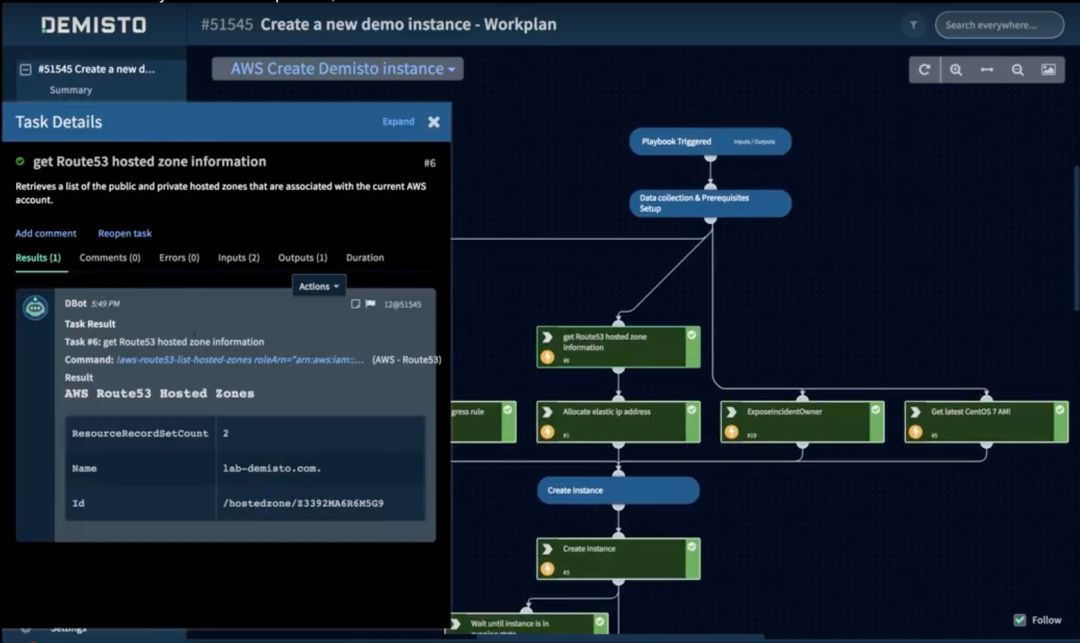 DEMISTO
#51545 Create a new demo instance - Workplan
Search everywhere...
#51545 Create a new d...
Summary
AWS Create Demisto instance
Task Details
Expand
get Route53 hosted zone information
#6
Retrieves a list of the public and private hosted zones that are associated with the current AWS
account.
Add comment
Reopen task
Results (1)
Comments (0)
Errors (0)
Inputs (2)
Outputs (1)
Duration
Actions
DBot 5:49 PM
12@51545
Task Result
Task #6: get Route53 hosted zone information
Command: !aws-route53-list-hosted-zones roleArn="arn:aws:iam::... (AWS - Route53)
Result
AWS Route53 Hosted Zones
ResourceRecordSetCount 2
Name lab-demisto.com.
Id /hostedzone/Z3392MA6R6M5G9
Settings
Playbook Triggered
Inputs / Outputs
Data collection & Prerequisites
Setup
get Route53 hosted zone
information
#6
gress rule
Allocate elastic ip address
#1
ExposeIncidentOwner
#19
Get latest CentOS 7 AMI
#5
Create Instance
Create Instance
#3
Wait until instance is in
running state
Follow